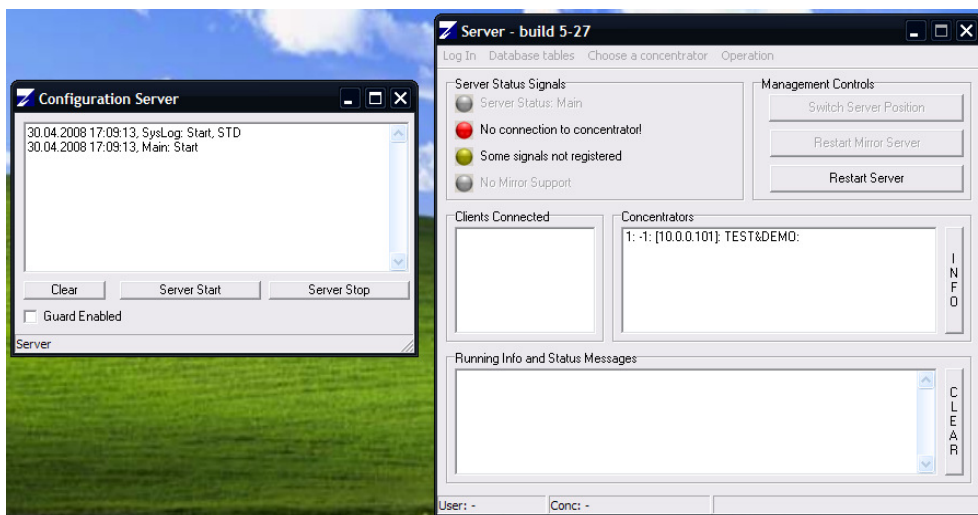 Configuration Server
30.04.2008 17:09:13, SysLog: Start, STD
30.04.2008 17:09:13, Main: Start
Clear
Server Start
Server Stop
Guard Enabled
Server
Server - build 5-27
Log In Database tables Choose a concentrator Operation
Server Status Signals
Server Status: Main
No connection to concentrator!
Some signals not registered
No Mirror Support
Management Controls
Switch Server Position
Restart Mirror Server
Restart Server
Clients Connected
Concentrators
1: -1: [10.0.0.101]: TEST&DEMO:
INFO
Running Info and Status Messages
CLEAR
User: -
Conc: -